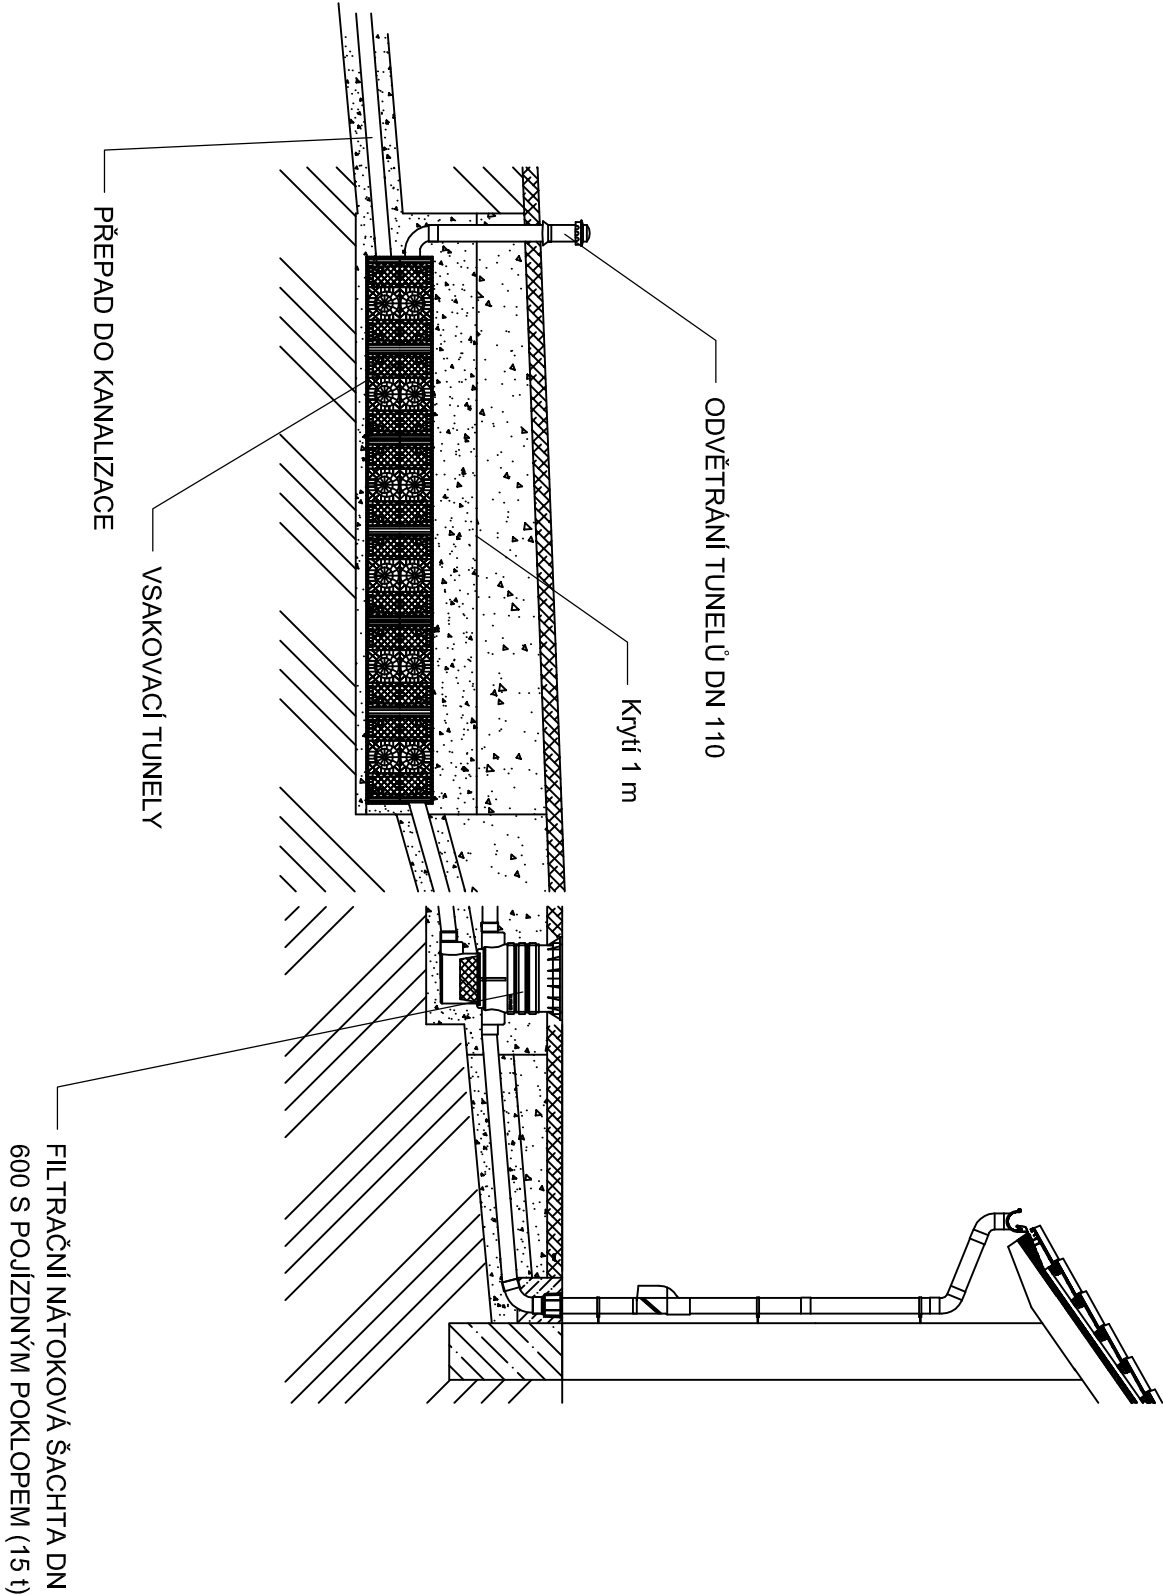 ODVĚTRÁNÍ TUNELŮ DN 110
Krytí 1 m
PŘEPAD DO KANALIZACE
VSAKOVACÍ TUNELY
FILTRAČNÍ NÁTOKOVÁ ŠACHTA DN
600 S POJÍZDNÝM POKLOPEM (15 t)